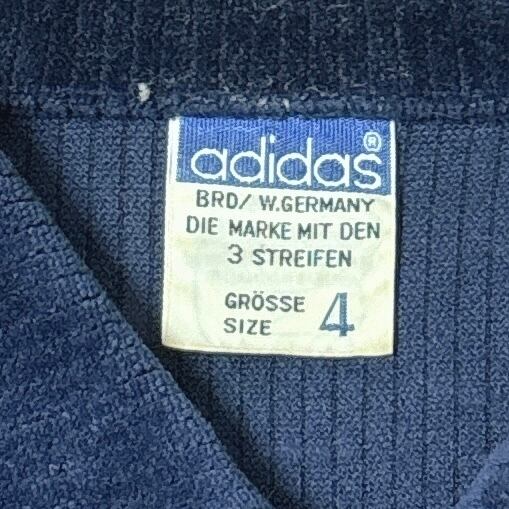 adidas®
BRD/ W.GERMANY
DIE MARKE MIT DEN
3 STREIFEN
GRÖSSE
SIZE 4